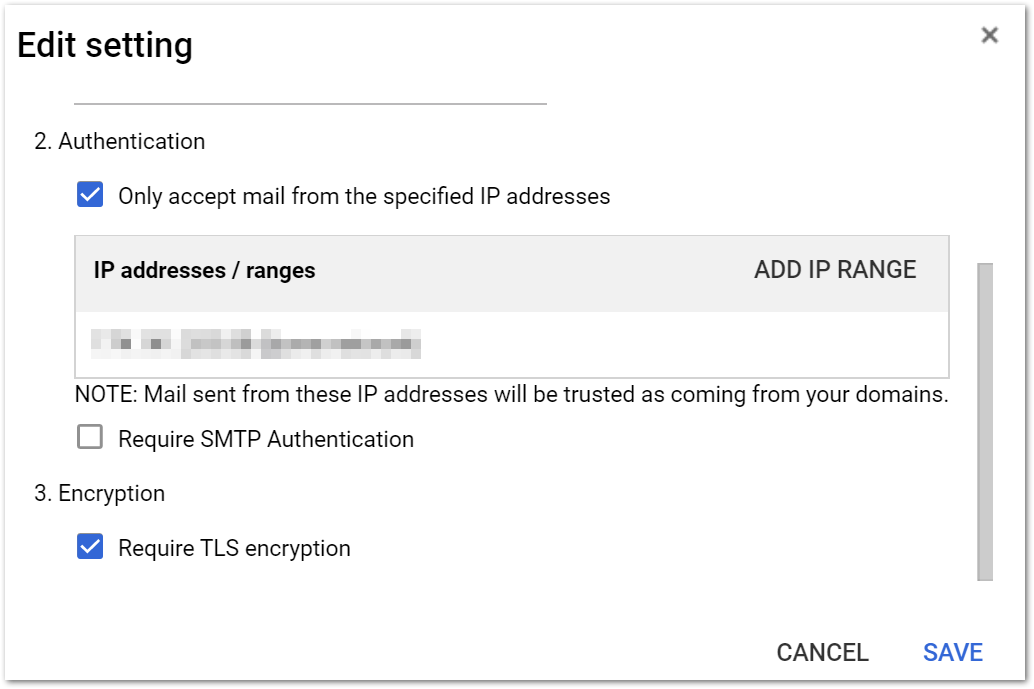 Edit setting
2. Authentication
Only accept mail from the specified IP addresses
IP addresses / ranges
ADD IP RANGE
NOTE: Mail sent from these IP addresses will be trusted as coming from your domains.
Require SMTP Authentication
3. Encryption
Require TLS encryption
CANCEL
SAVE